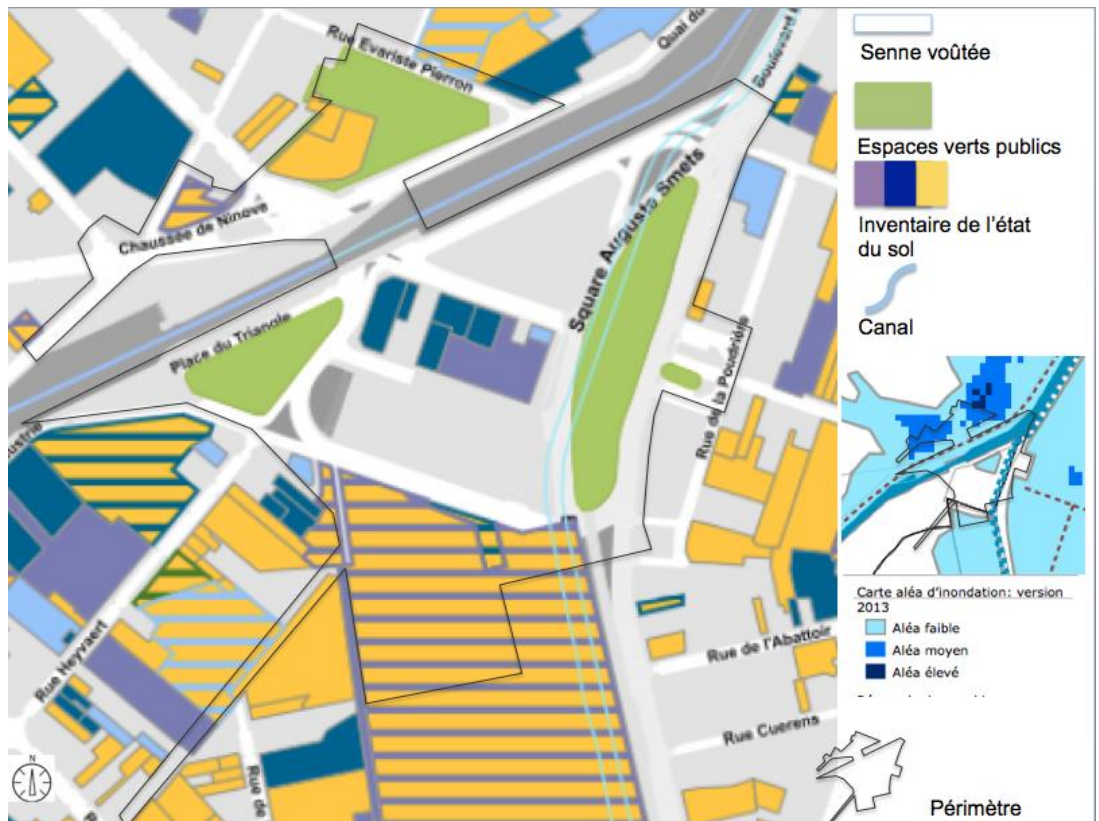 Rue Evariste Pierron
Quai du
Boulevard
Chaussée de Ninove
Square Auguste Smets
Place du Triangle
Rue de la Poudrière
ustrie
Rue Heyvaert
Rue de l'Abattoir
Rue Cuerens
Rue de
N
Senne voûtée
Espaces verts publics
Inventaire de l'état
du sol
Canal
Carte aléa d'inondation: version
2013
Aléa faible
Aléa moyen
Aléa élevé
Périmètre